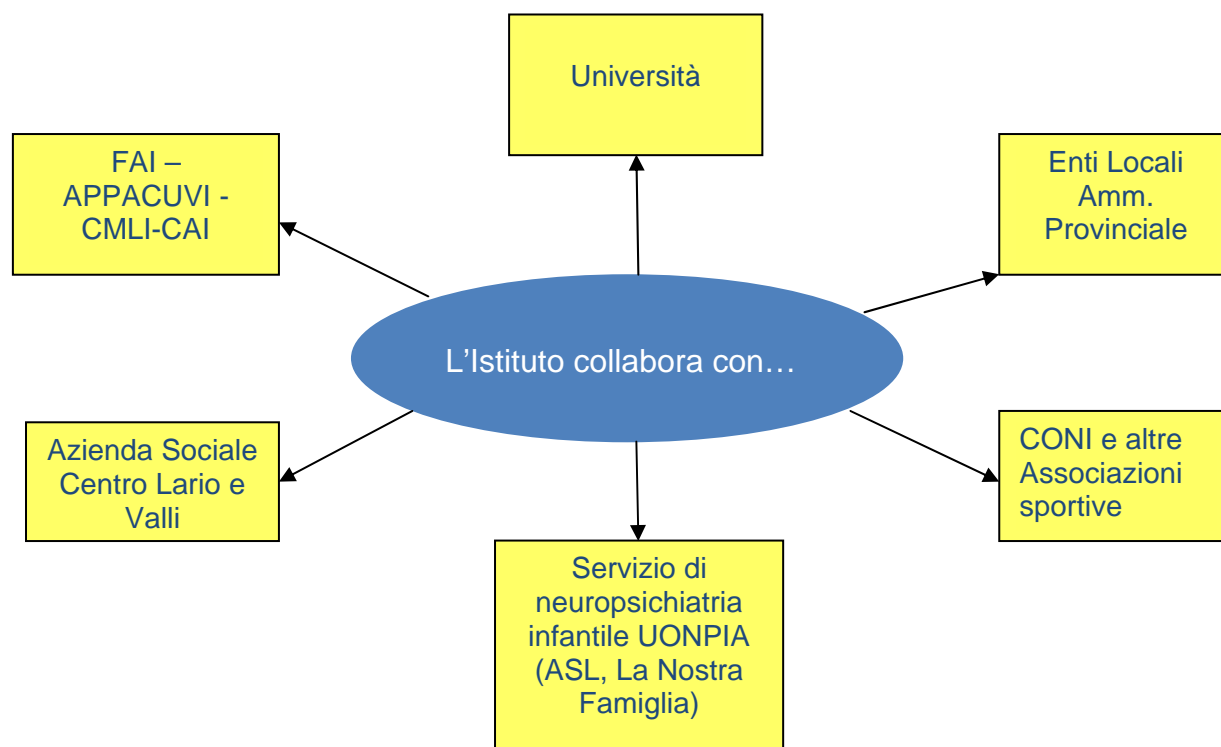 Università
FAI –
APPACUVI -
CMLI-CAI
Enti Locali
Amm.
Provinciale
L’Istituto collabora con…
Azienda Sociale
Centro Lario e
Valli
CONI e altre
Associazioni
sportive
Servizio di
neuropsichiatria
infantile UONPIA
(ASL, La Nostra
Famiglia)